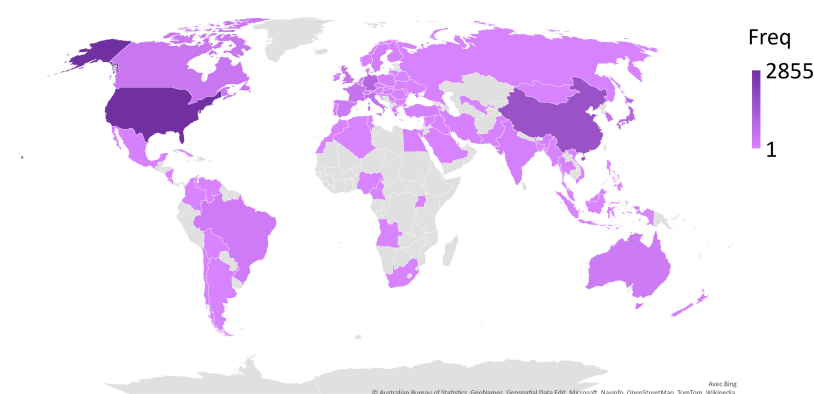 Freq
2855
1
Avec Bing
© Australian Bureau of Statistics, GeoNames, Geospatial Data Edit, Microsoft, Navinfo, OpenStreetMap, TomTom, Wikipedia